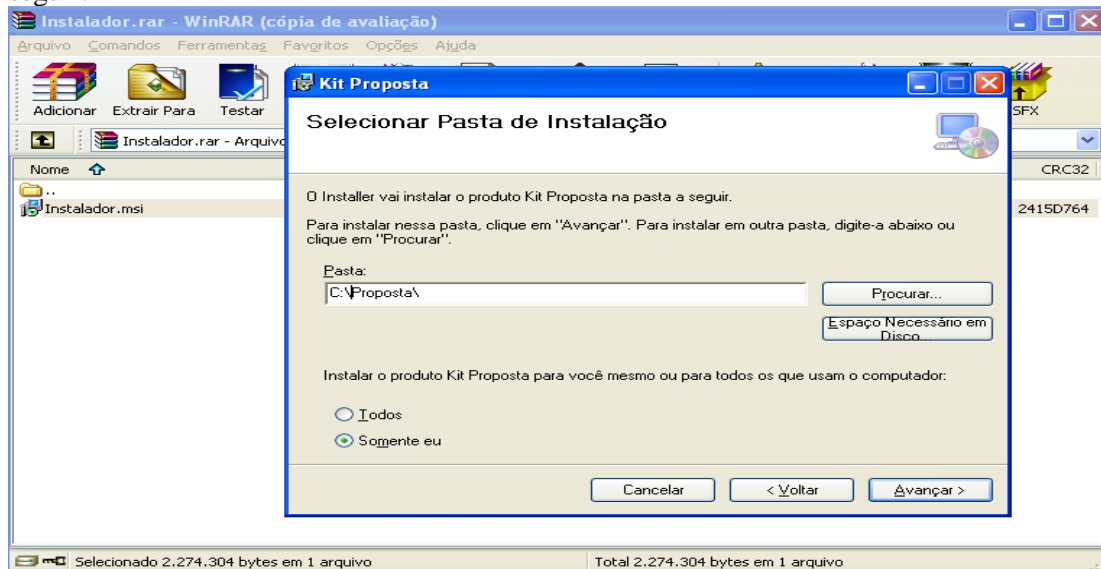 Instalador.rar - WinRAR (cópia de avaliação)
Arquivo Comandos Ferramentas Favoritos Opções Ajuda
Adicionar Extrair Para Testar SFX
Instalador.rar - Arquivo
Nome CRC32
..
Instalador.msi 2415D764
Kit Proposta
Selecionar Pasta de Instalação
O Installer vai instalar o produto Kit Proposta na pasta a seguir.
Para instalar nessa pasta, clique em "Avançar". Para instalar em outra pasta, digite-a abaixo ou
clique em "Procurar".
Pasta:
C:\Proposta\
Procurar...
Espaço Necessário em
Disco...
Instalar o produto Kit Proposta para você mesmo ou para todos os que usam o computador:
Todos
Somente eu
Cancelar < Voltar Avançar >
Selecionado 2.274.304 bytes em 1 arquivo Total 2.274.304 bytes em 1 arquivo